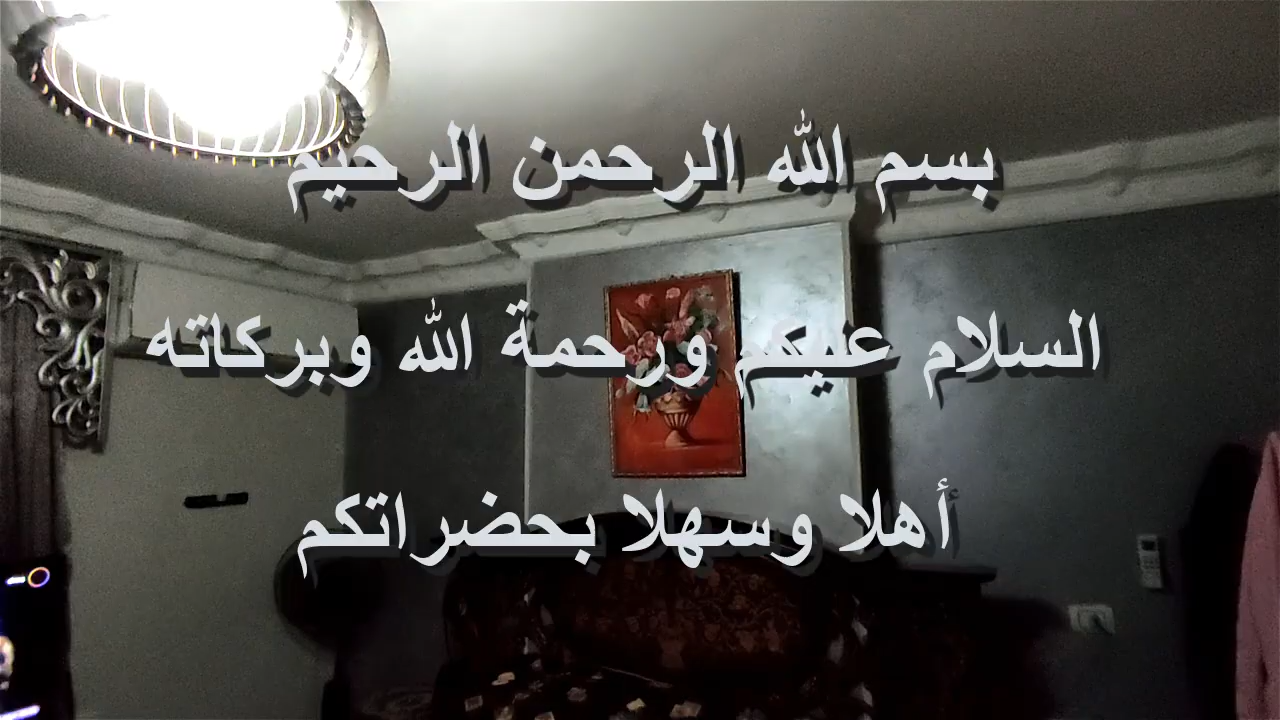 بسم الله الرحمن الرحيم
السلام عليكم ورحمة الله وبركاته
أهلا وسهلا بحضراتكم